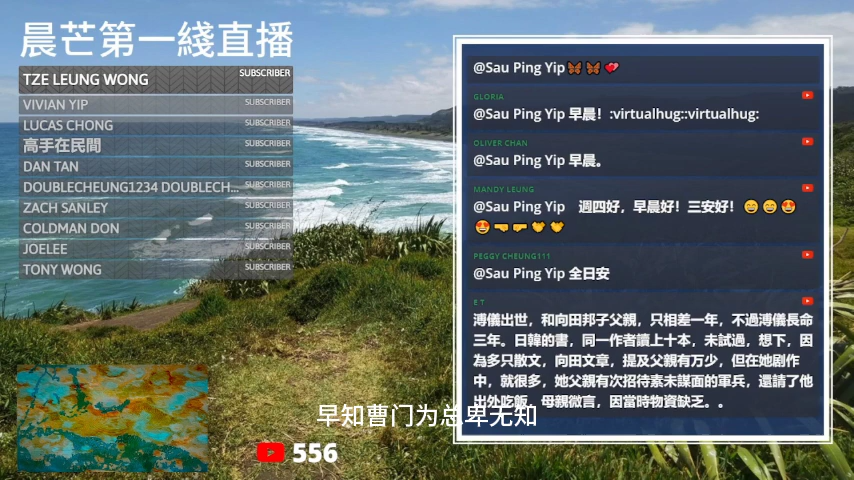 晨芒第一綫直播
TZE LEUNG WONG SUBSCRIBER
VIVIAN YIP SUBSCRIBER
LUCAS CHONG SUBSCRIBER
高手在民間 SUBSCRIBER
DAN TAN SUBSCRIBER
DOUBLECHEUNG1234 DOUBLECH... SUBSCRIBER
ZACH SANLEY SUBSCRIBER
COLDMAN DON SUBSCRIBER
JOELEE SUBSCRIBER
TONY WONG SUBSCRIBER
@Sau Ping Yip 🦋🦋💞
GLORIA
@Sau Ping Yip 早晨！:virtualhug::virtualhug:
OLIVER CHAN
@Sau Ping Yip 早晨。
MANDY LEUNG
@Sau Ping Yip 週四好，早晨好！三安好！😄😄😍
😍🤜🤛
PEGGY CHEUNG111
@Sau Ping Yip 全日安
E T
溥儀出世，和向田邦子父親，只相差一年，不過溥儀長命
三年。日韓的書，同一作者讀上十本，未試過，想下，因
為多只散文，向田文章，提及父親有万少，但在她剧作
中，就很多，她父親有次招待素未謀面的軍兵，還請了他
出外吃飯，母親微言，因當時物資缺乏。。
早知曹门为总卑无知
556